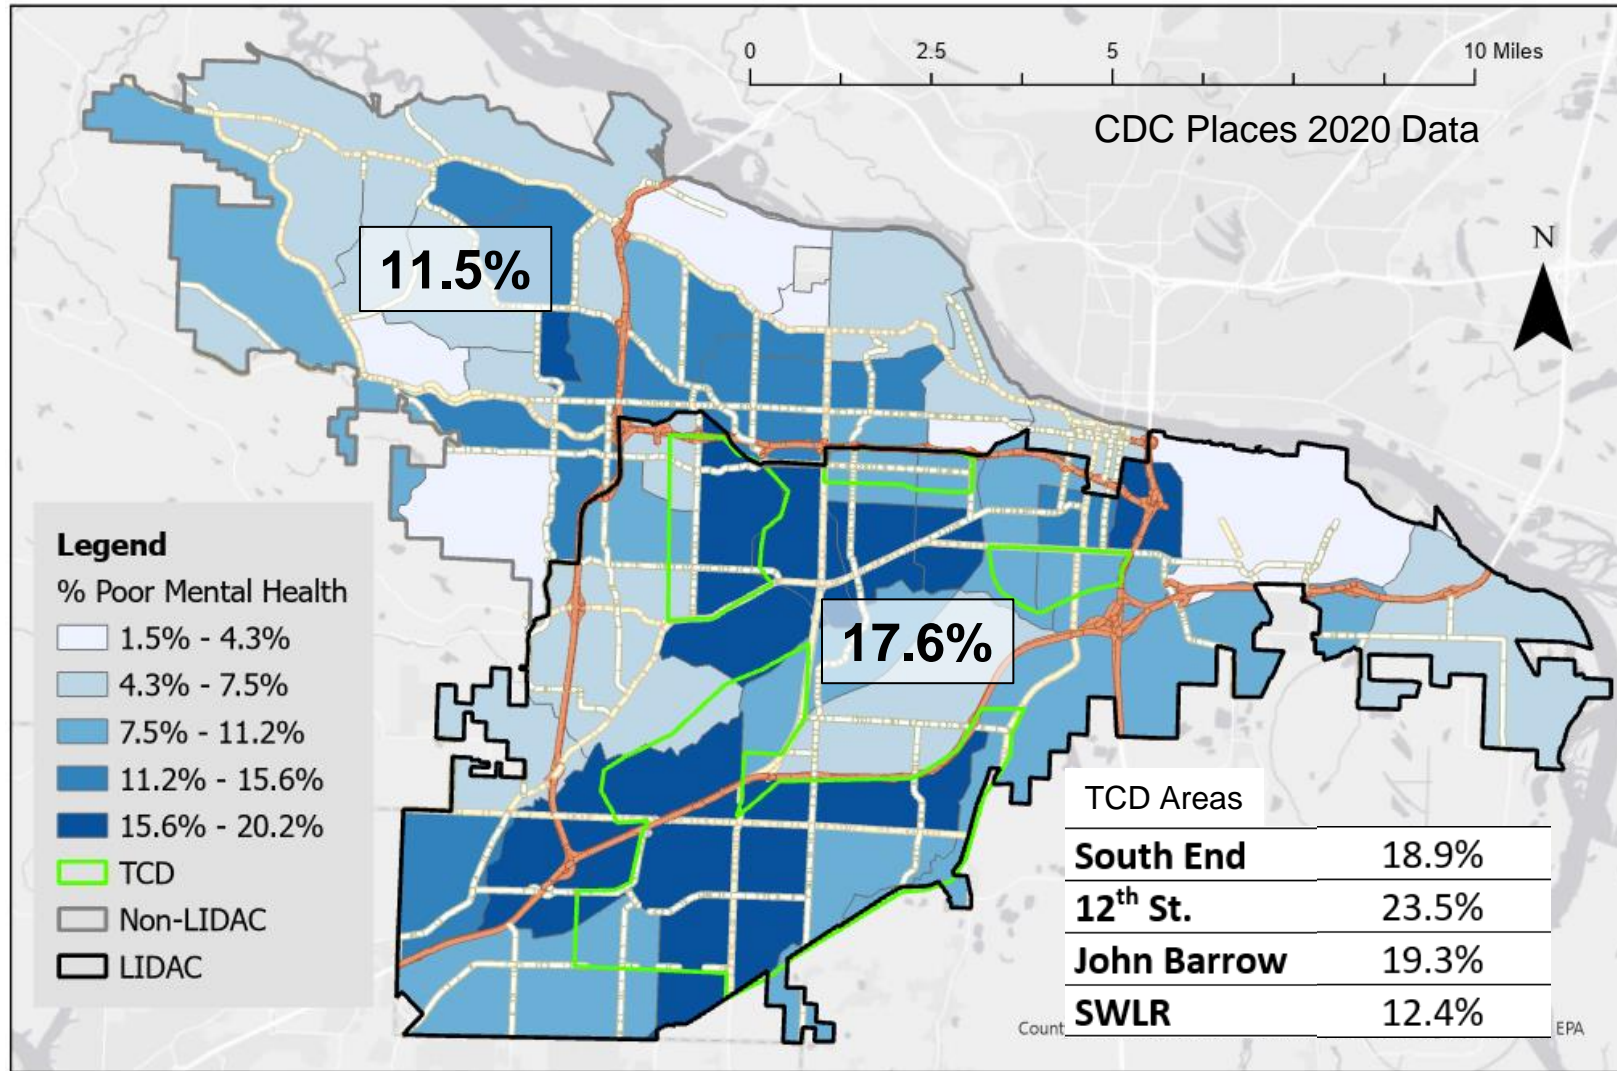 0 2.5 5 10 Miles
CDC Places 2020 Data
N
11.5%
17.6%
Legend
% Poor Mental Health
1.5% - 4.3%
4.3% - 7.5%
7.5% - 11.2%
11.2% - 15.6%
15.6% - 20.2%
TCD
Non-LIDAC
LIDAC
TCD Areas
South End 18.9%
12th St. 23.5%
John Barrow 19.3%
SWLR 12.4%
Count EPA